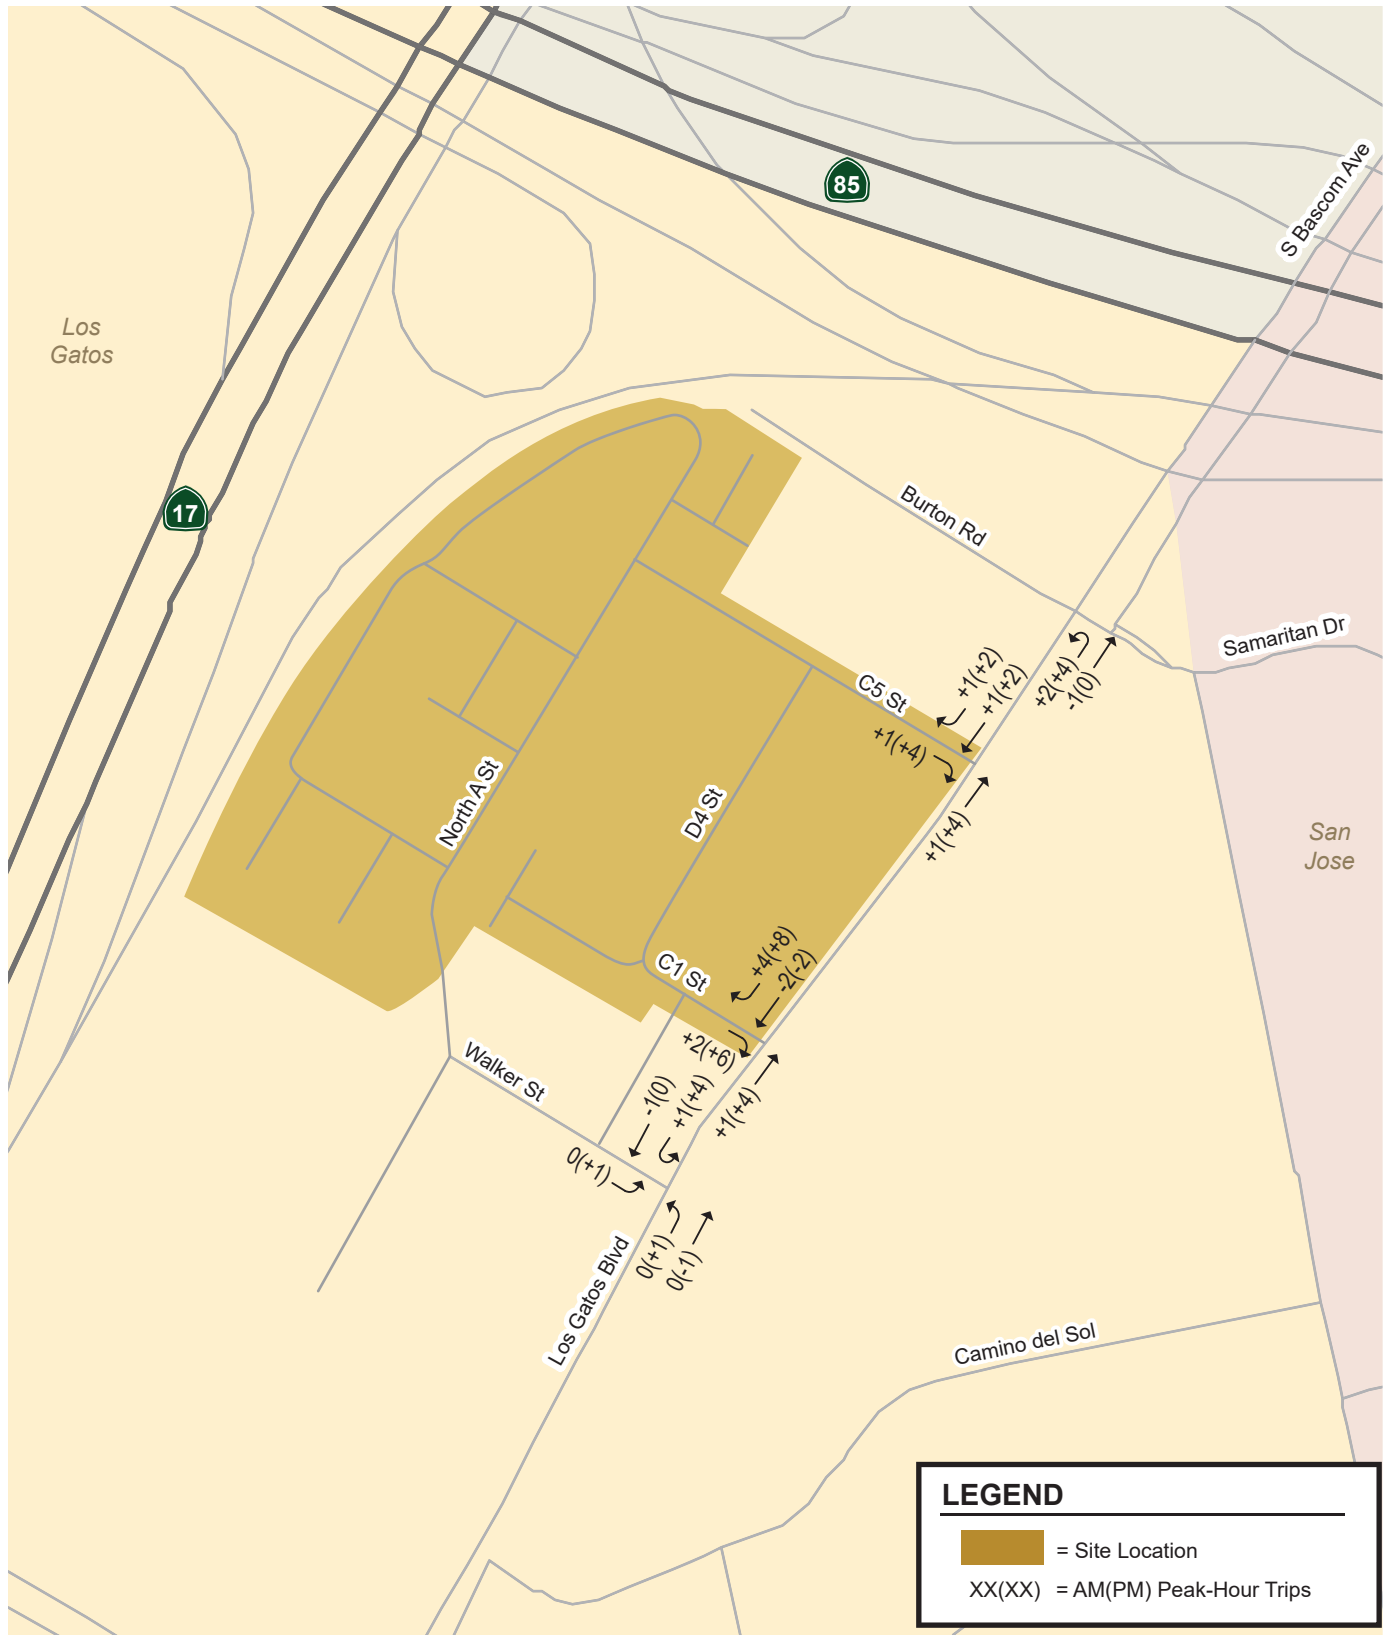 S Bascom Ave
85
Los
Gatos
17
Burton Rd
Samaritan Dr
+1(+2)
+1(+2)
+2(+4)
-1(0)
C5 St
+1(+4)
North A St
D4 St
+1(+4)
San
Jose
+4(+8)
-2(-2)
C1 St
+2(+6)
Walker St
-1(0)
+1(+4)
+1(+4)
0(+1)
0(+1)
0(-1)
Los Gatos Blvd
Camino del Sol
LEGEND
= Site Location
XX(XX) = AM(PM) Peak-Hour Trips